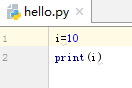 hello.py
1 i=10
2 print(i)